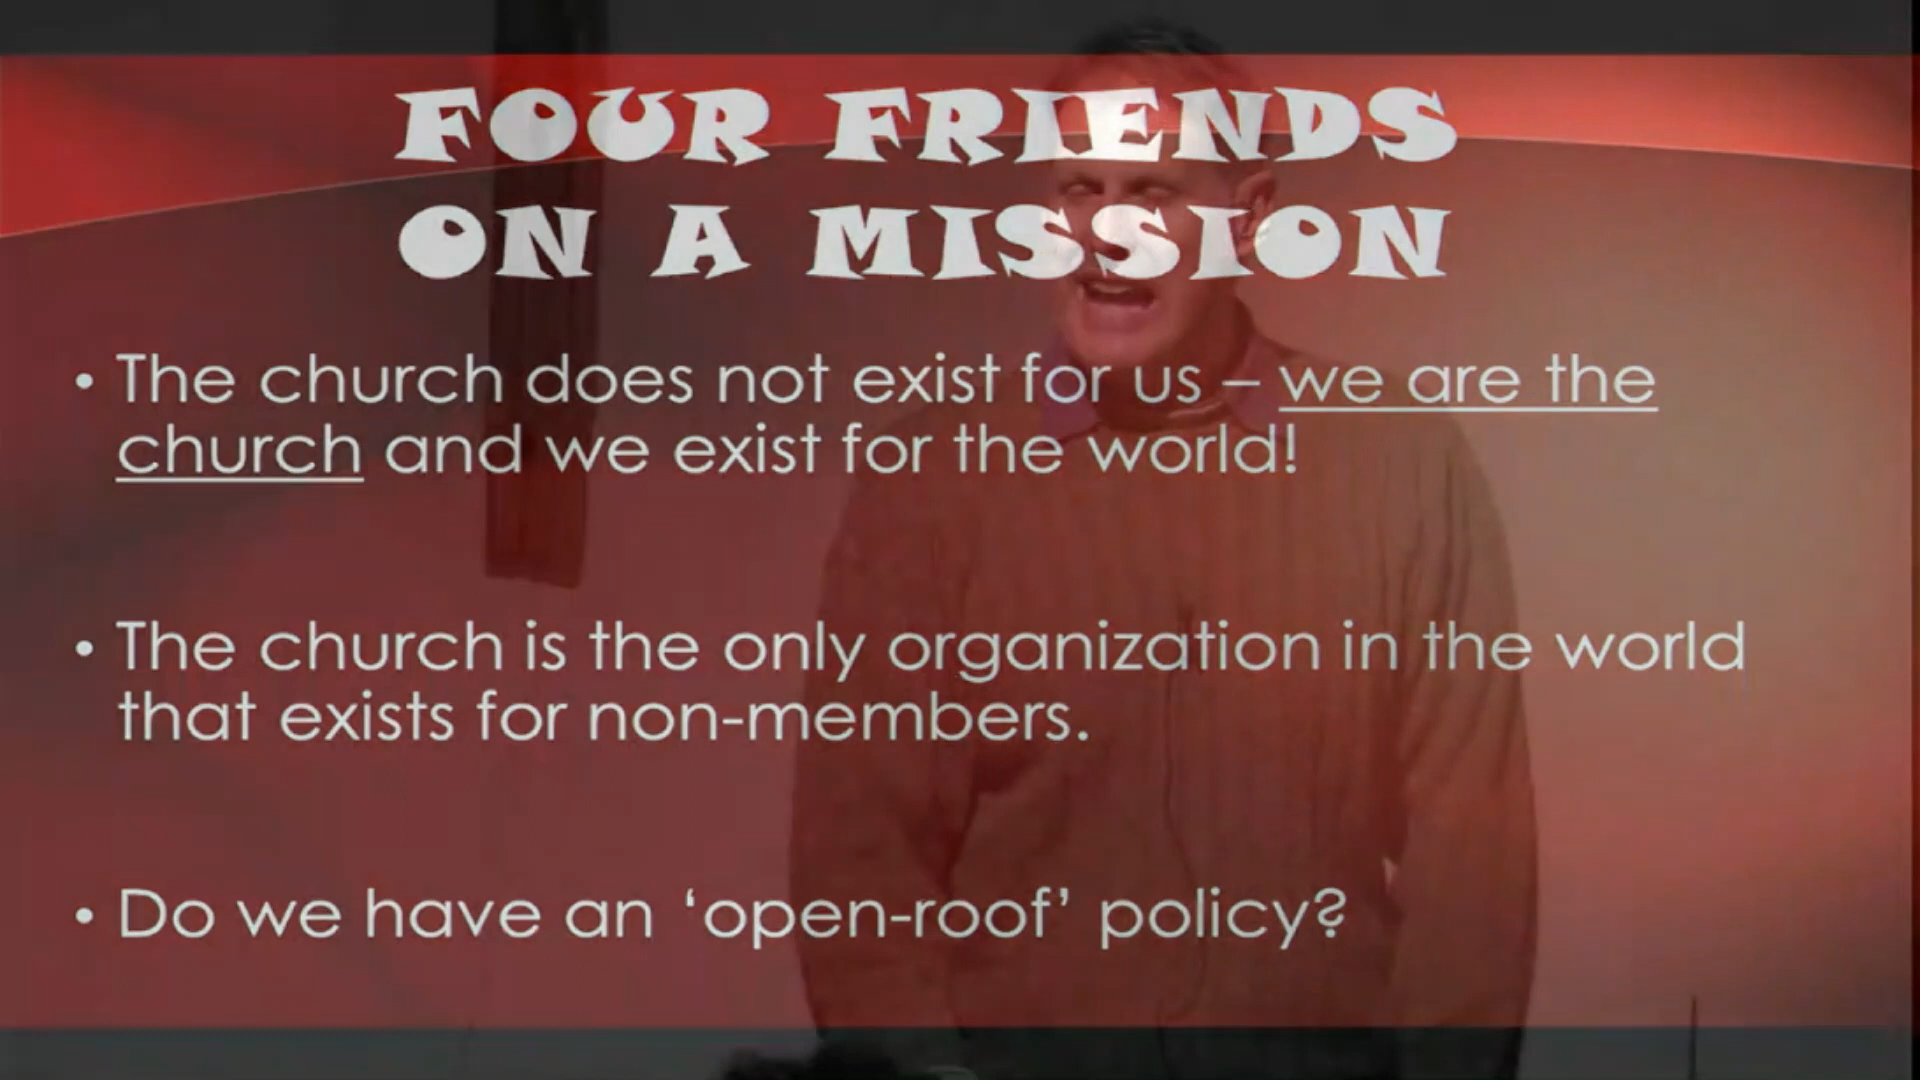 FOUR FRIENDS
ON A MISSION
• The church does not exist for us – we are the
church and we exist for the world!
• The church is the only organization in the world
that exists for non-members.
• Do we have an ‘open-roof’ policy?